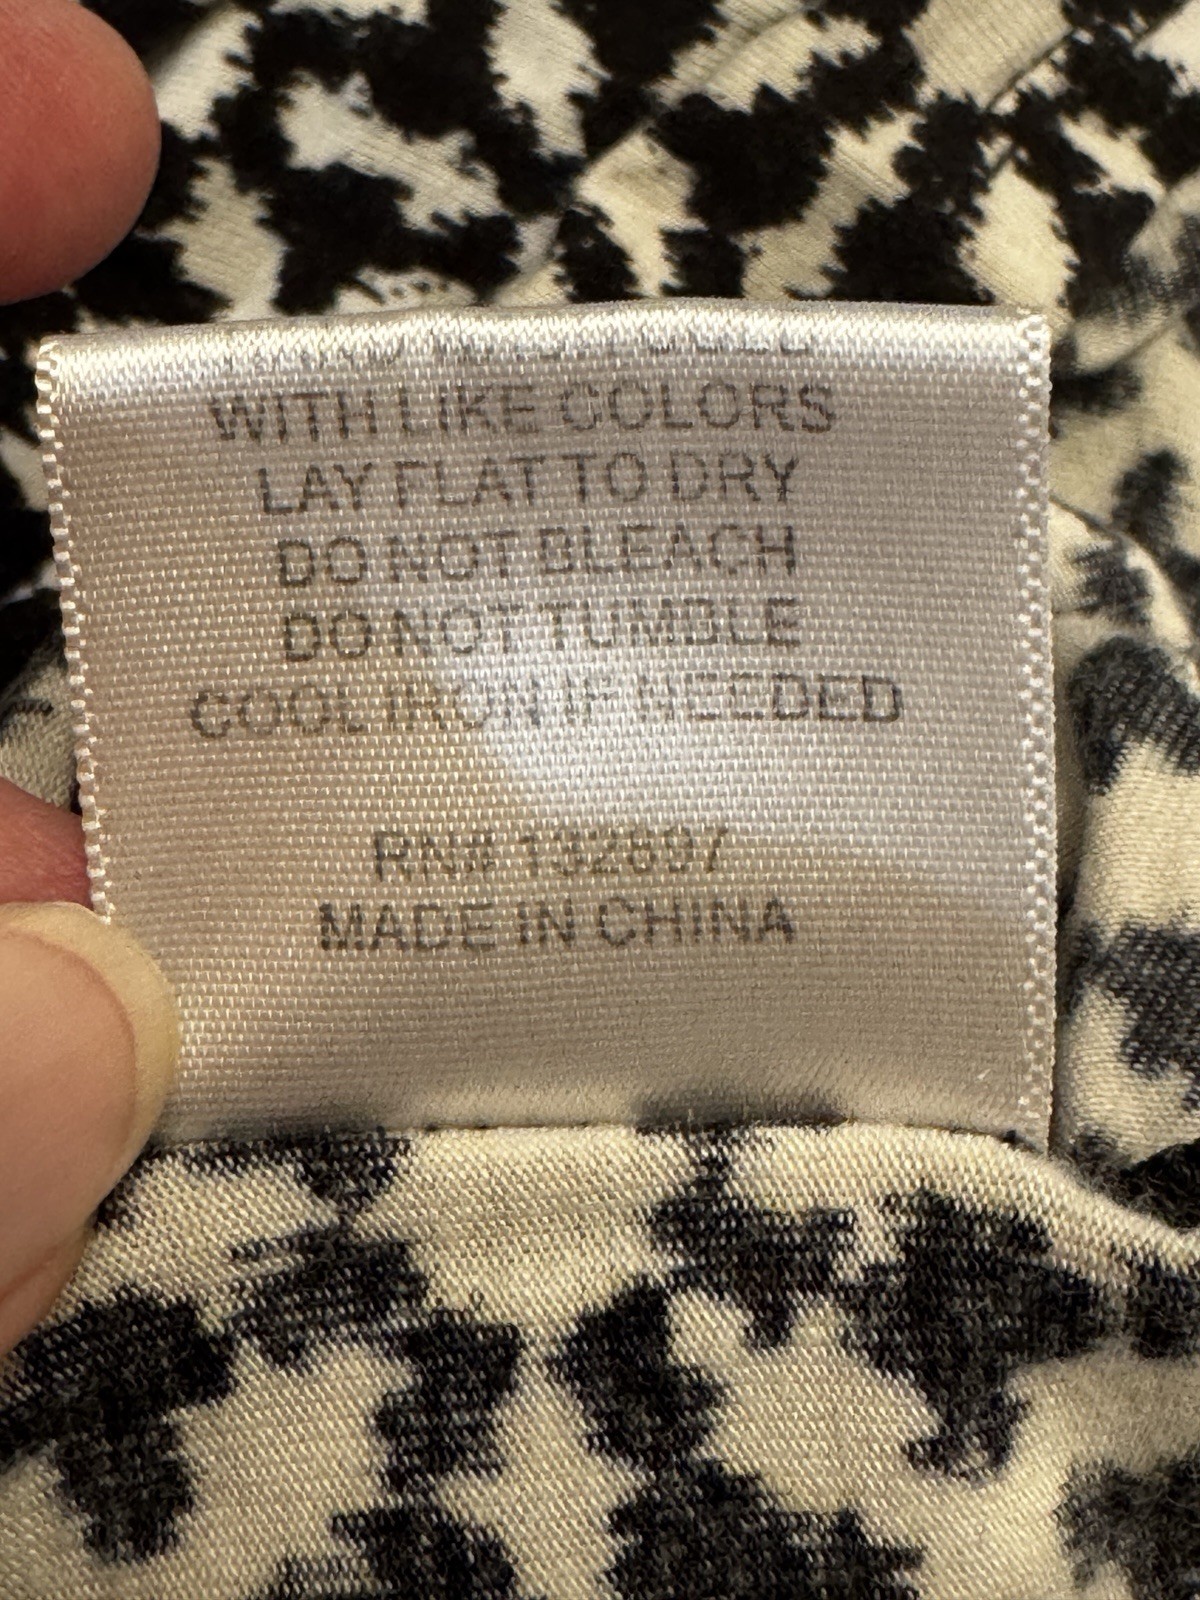 WITH LIKE COLORS
LAY FLAT TO DRY
DO NOT BLEACH
DO NOT TUMBLE
COOL IRON IF NEEDED
RN# 132697
MADE IN CHINA